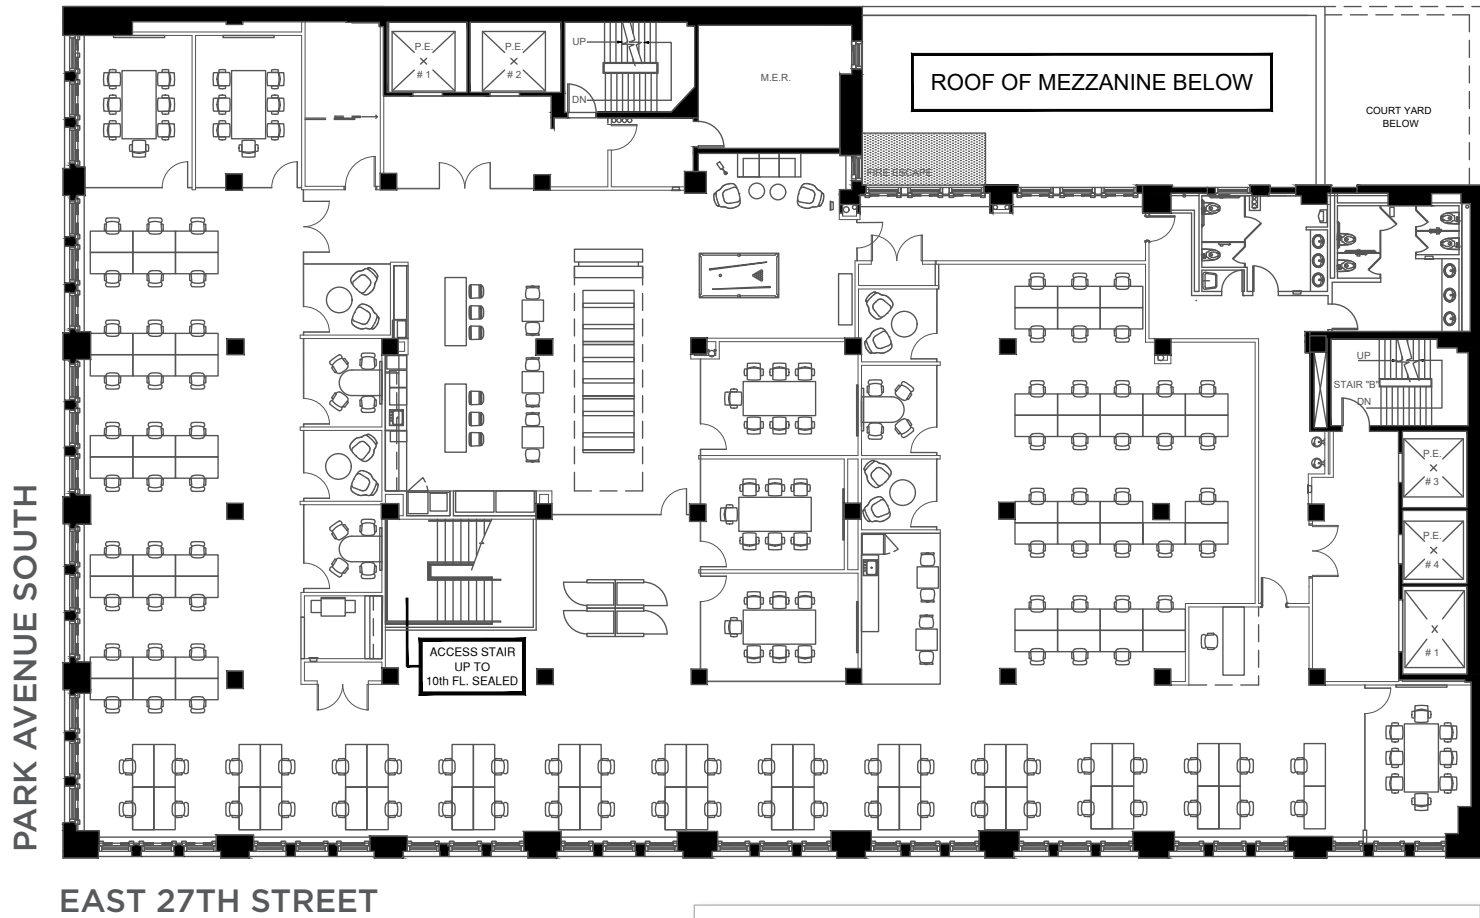 P.E.
# 1
P.E.
# 2
UP
DN
M.E.R.
ROOF OF MEZZANINE BELOW
COURT YARD
BELOW
FIRE ESCAPE
UP
STAIR "B"
DN
P.E.
# 3
P.E.
# 4
# 1
ACCESS STAIR
UP TO
10th FL. SEALED
PARK AVENUE SOUTH
EAST 27TH STREET